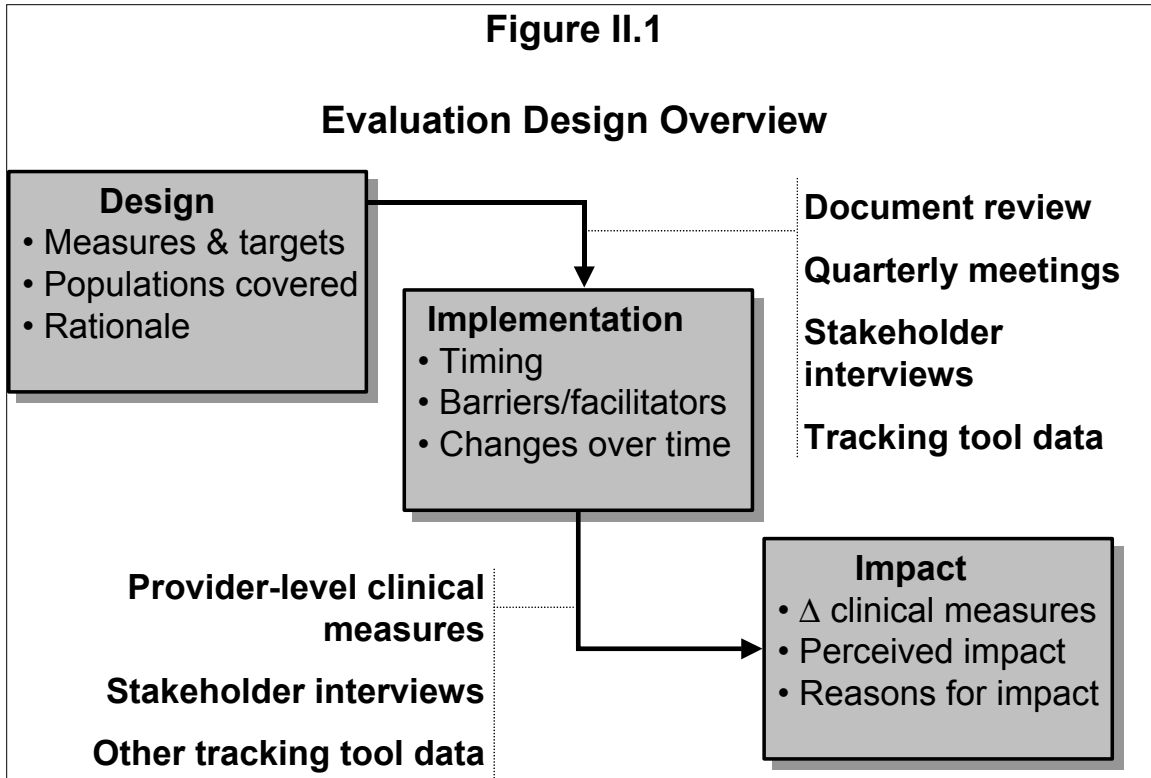 Figure II.1
Evaluation Design Overview
Design
• Measures & targets
• Populations covered
• Rationale
Document review
Quarterly meetings
Stakeholder
interviews
Tracking tool data
Implementation
• Timing
• Barriers/facilitators
• Changes over time
Provider-level clinical
measures
Stakeholder interviews
Other tracking tool data
Impact
• Δ clinical measures
• Perceived impact
• Reasons for impact